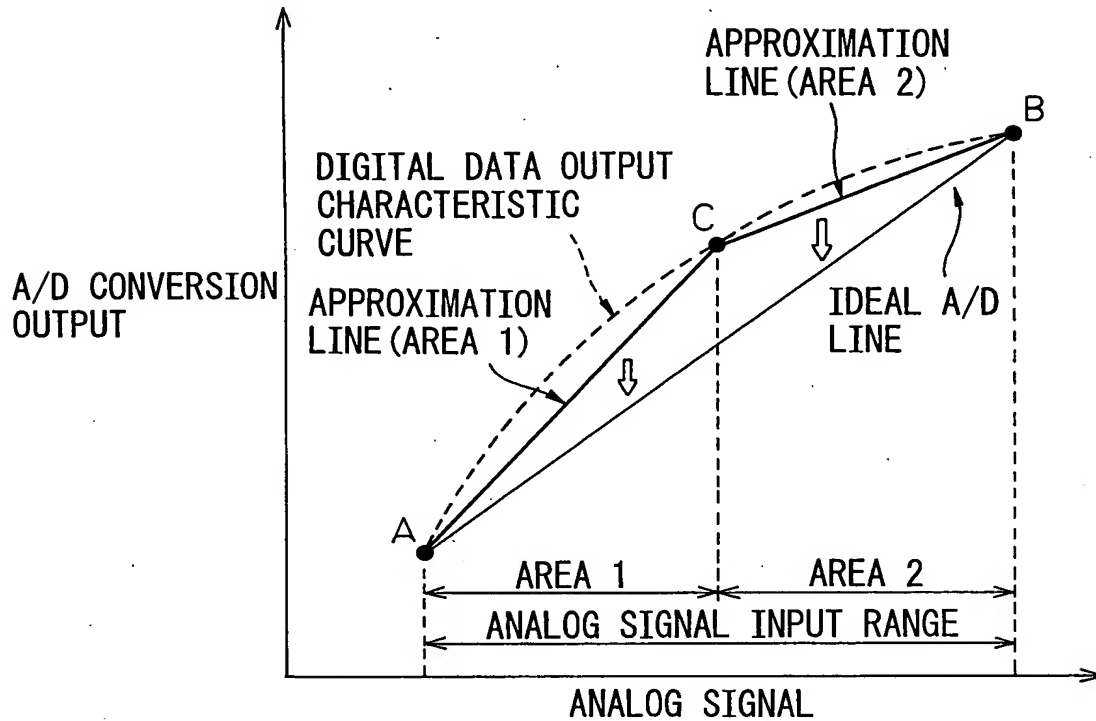 APPROXIMATION
LINE(AREA 2)
B
DIGITAL DATA OUTPUT
CHARACTERISTIC
CURVE
C
A/D CONVERSION
OUTPUT
APPROXIMATION
LINE(AREA 1)
IDEAL A/D
LINE
A
AREA 1
AREA 2
ANALOG SIGNAL INPUT RANGE
ANALOG SIGNAL